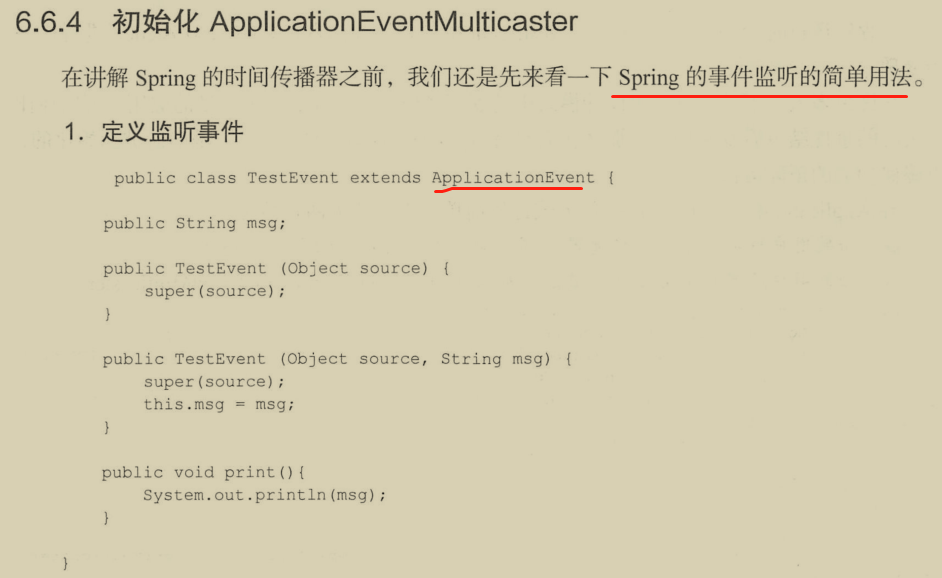 6.6.4 初始化 ApplicationEventMulticaster
在讲解 Spring 的时间传播器之前，我们还是先来看一下 Spring 的事件监听的简单用法。
1. 定义监听事件
public class TestEvent extends ApplicationEvent {
public String msg;
public TestEvent (Object source) {
super(source);
}
public TestEvent (Object source, String msg) {
super(source);
this.msg = msg;
}
public void print(){
System.out.println(msg);
}
}